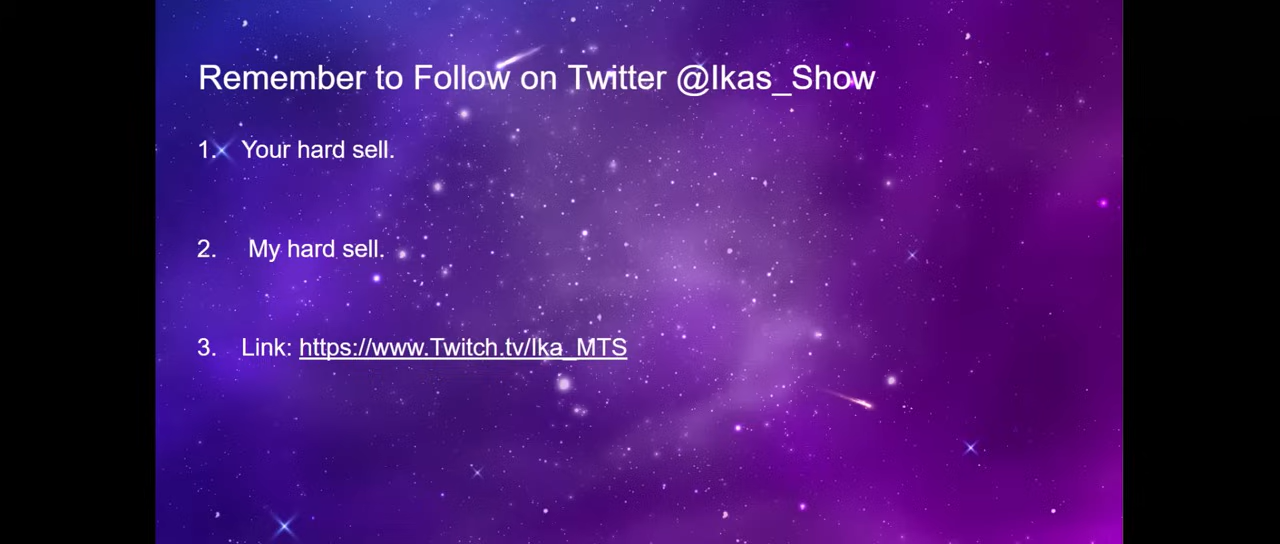 Remember to Follow on Twitter @Ikas_Show
1. Your hard sell.
2. My hard sell.
3. Link: https://www.Twitch.tv/Ika_MTS